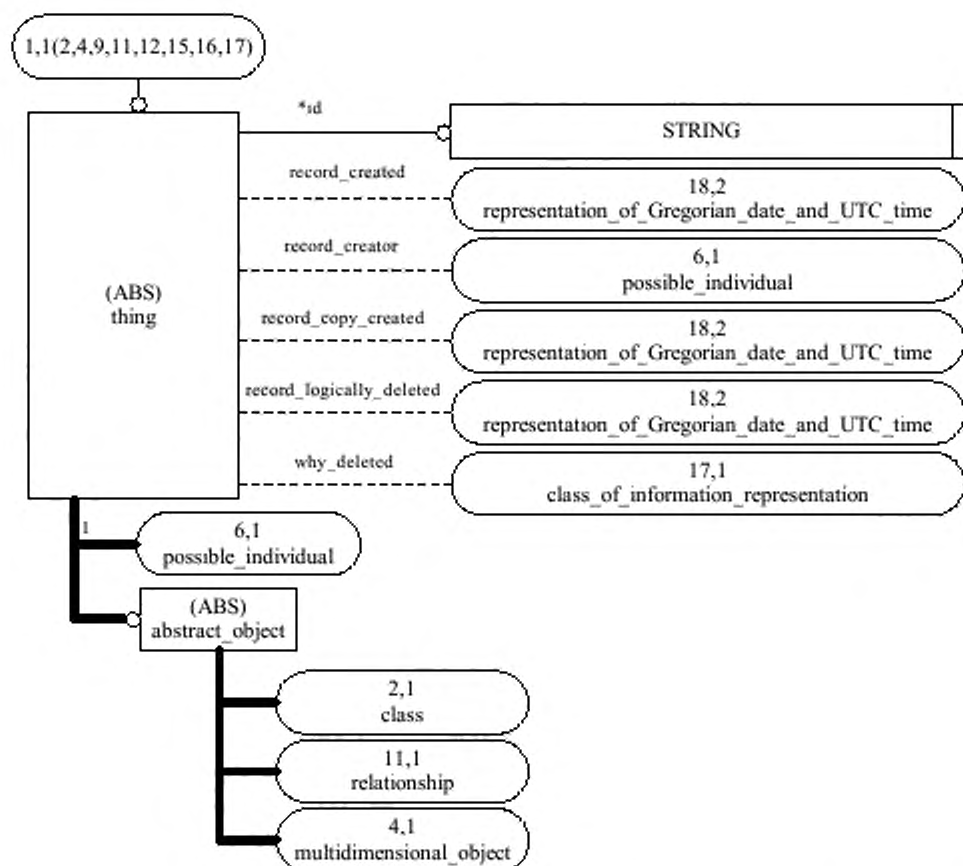 1,1(2,4,9,11,12,15,16,17)
*id
STRING
record_created
18,2
representation_of_Gregorian_date_and_UTC_time
record_creator
6,1
possible_individual
(ABS)
thing
record_copy_created
18,2
representation_of_Gregorian_date_and_UTC_time
record_logically_deleted
18,2
representation_of_Gregorian_date_and_UTC_time
why_deleted
17,1
class_of_information_representation
1
6,1
possible_individual
(ABS)
abstract_object
2,1
class
11,1
relationship
4,1
multidimensional_object